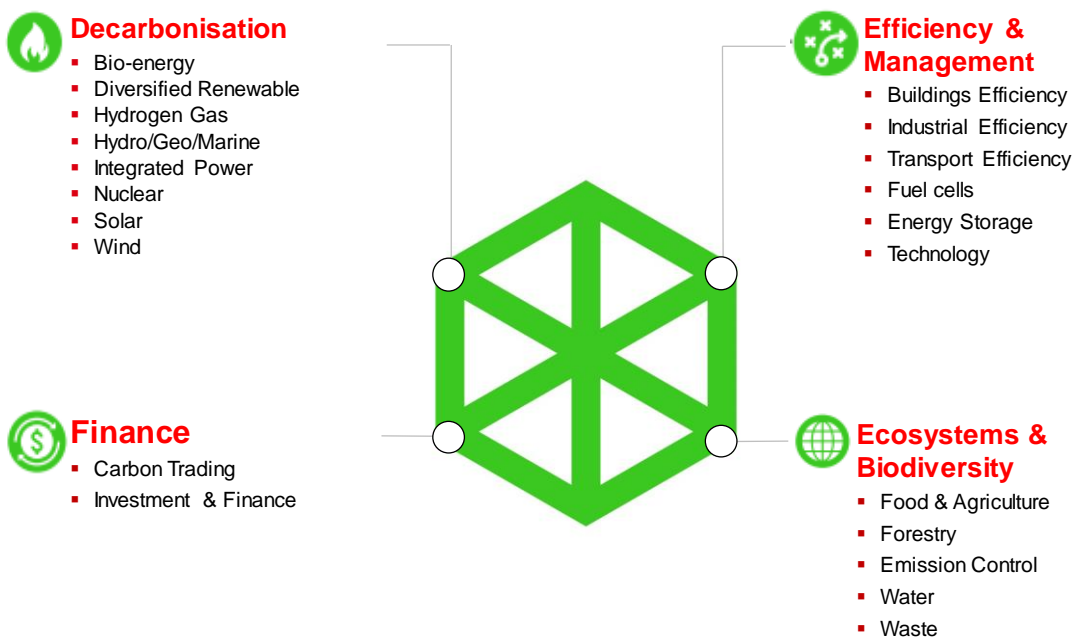 Decarbonisation
Bio-energy
Diversified Renewable
Hydrogen Gas
Hydro/Geo/Marine
Integrated Power
Nuclear
Solar
Wind
Efficiency &
Management
Buildings Efficiency
Industrial Efficiency
Transport Efficiency
Fuel cells
Energy Storage
Technology
Finance
Carbon Trading
Investment & Finance
Ecosystems &
Biodiversity
Food & Agriculture
Forestry
Emission Control
Water
Waste